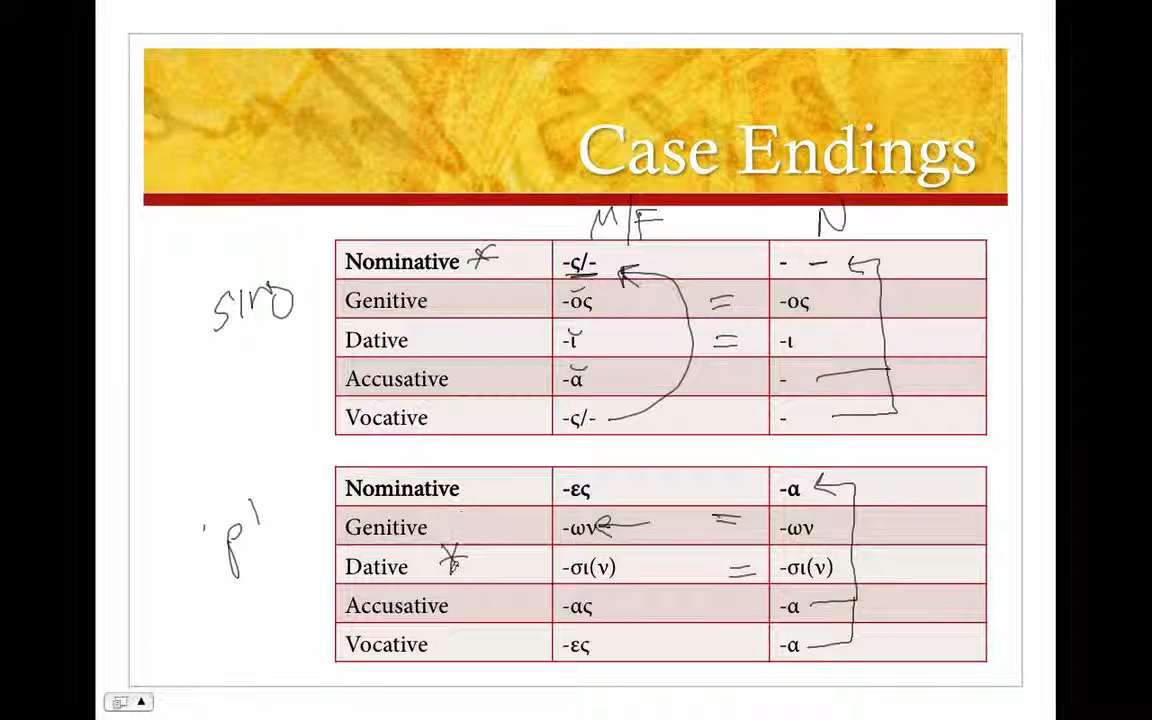 Case Endings
M/F N
Nominative * -ς/- - -
sing
Genitive -ος = -ος
Dative -ι = -ι
Accusative -α -
Vocative -ς/- -
Nominative -ες -α
Genitive -ων = -ων
pl
Dative * -σι(ν) = -σι(ν)
Accusative -ας -α
Vocative -ες -α